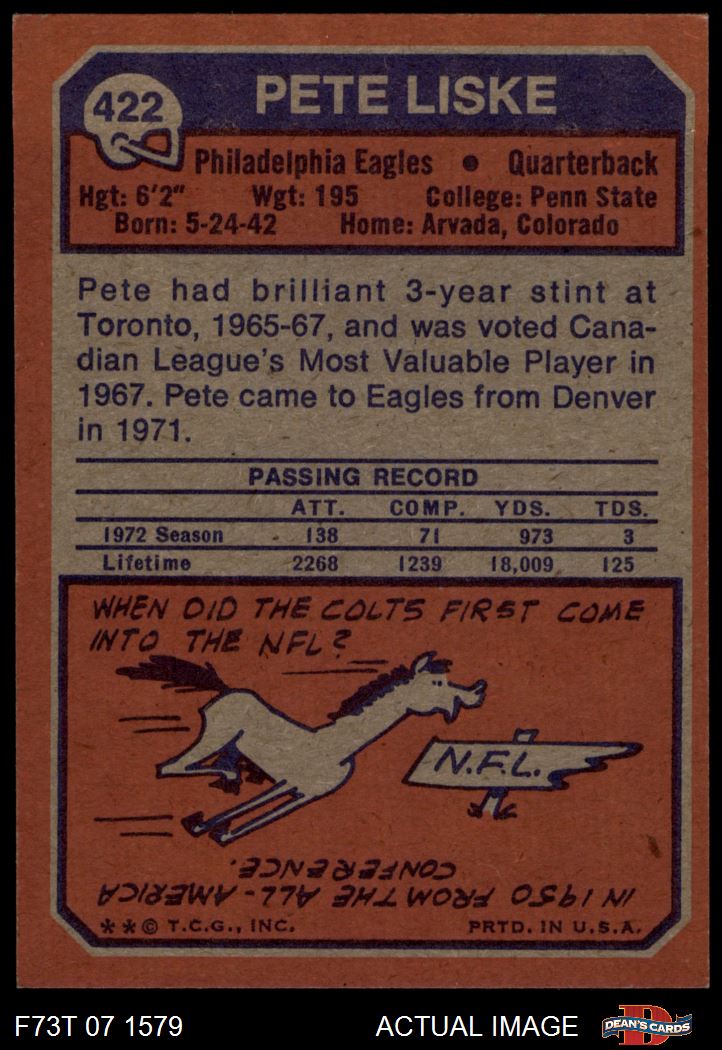 422
PETE LISKE
Philadelphia Eagles • Quarterback
Hgt: 6'2" Wgt: 195 College: Penn State
Born: 5-24-42 Home: Arvada, Colorado
Pete had brilliant 3-year stint at
Toronto, 1965-67, and was voted Cana-
dian League's Most Valuable Player in
1967. Pete came to Eagles from Denver
in 1971.
PASSING RECORD
ATT. COMP. YDS. TDS.
1972 Season 138 71 973 3
Lifetime 2268 1239 18,009 125
WHEN DID THE COLTS FIRST COME
INTO THE NFL?
N.F.L.
IN 1950 FROM THE ALL-AMERICA
CONFERENCE.
**© T.C.G., INC. PRTD. IN U.S.A.
F73T 07 1579 ACTUAL IMAGE D DEAN'S CARDS